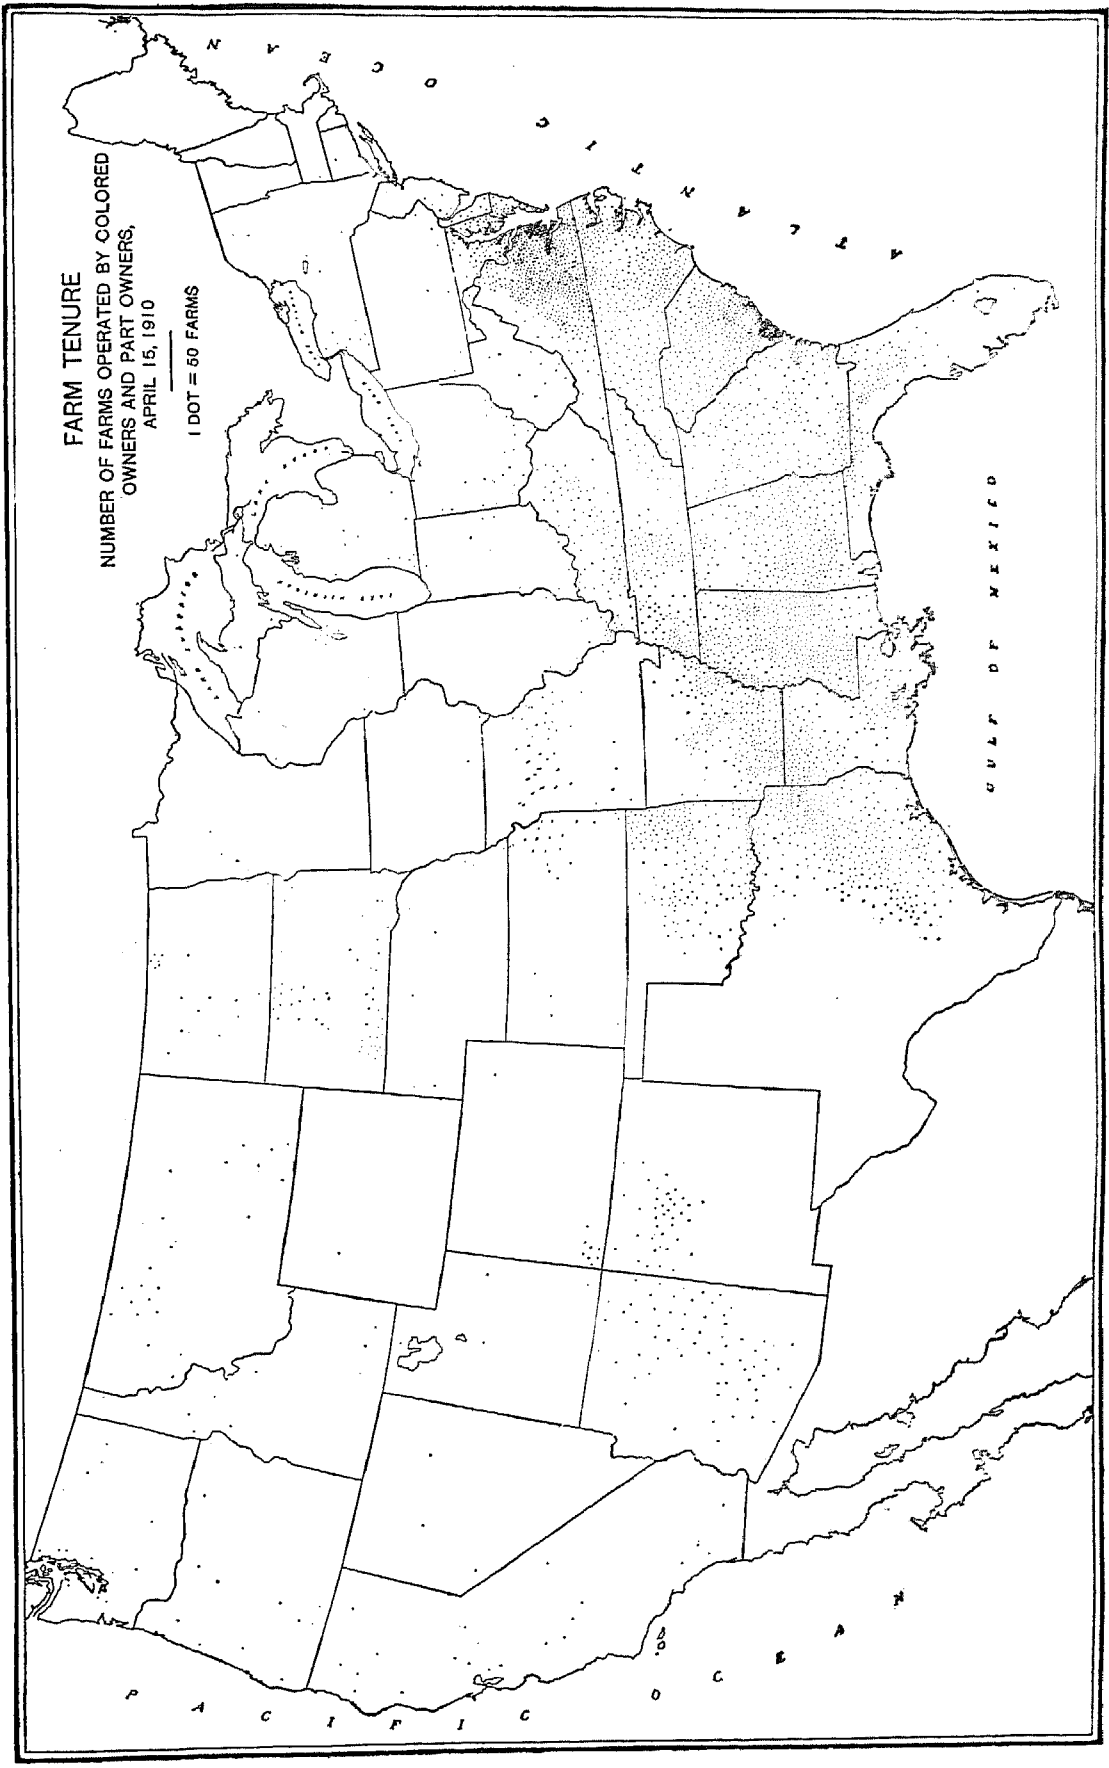 FARM TENURE
NUMBER OF FARMS OPERATED BY COLORED
OWNERS AND PART OWNERS,
APRIL 15, 1910
1 DOT = 50 FARMS
ATLANTIC OCEAN
GULF OF MEXICO
PACIFIC OCEAN